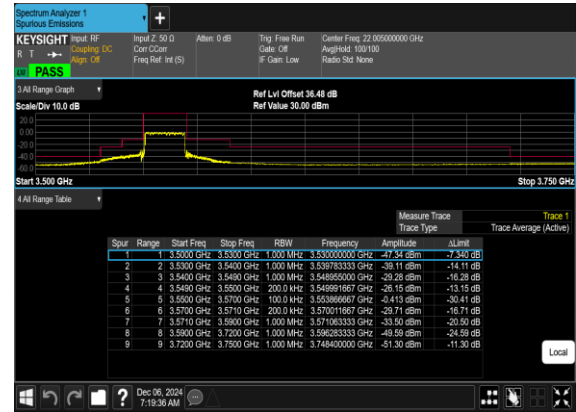 Spectrum Analyzer 1
Spurious Emissions
KEYSIGHT Input: RF Input Z: 50 Ω Atten: 0 dB Trig: Free Run Center Freq: 22.005000000 GHz
R T Coupling: DC Corr CCorr Gate: Off Avg|Hold: 100/100
Align: Off Freq Ref: Int (S) IF Gain: Low Radio Std: None
PASS
3 All Range Graph
Ref Lvl Offset 36.48 dB
Scale/Div 10.0 dB Ref Value 30.00 dBm
20.0
0.00
-20.0
-40.0
-60.0
Start 3.500 GHz Stop 3.750 GHz
4 All Range Table
Measure Trace Trace 1
Trace Type Trace Average (Active)
Spur Range Start Freq Stop Freq RBW Frequency Amplitude ΔLimit
1 1 3.5000 GHz 3.5300 GHz 1.000 MHz 3.530000000 GHz -47.34 dBm -7.340 dB
2 2 3.5300 GHz 3.5400 GHz 1.000 MHz 3.539783333 GHz -39.11 dBm -14.11 dB
3 3 3.5400 GHz 3.5490 GHz 1.000 MHz 3.548955000 GHz -29.28 dBm -16.28 dB
4 4 3.5490 GHz 3.5500 GHz 200.0 kHz 3.549991667 GHz -26.15 dBm -13.15 dB
5 5 3.5500 GHz 3.5700 GHz 100.0 kHz 3.553866667 GHz -0.413 dBm -30.41 dB
6 6 3.5700 GHz 3.5710 GHz 200.0 kHz 3.570011667 GHz -29.71 dBm -16.71 dB
7 7 3.5710 GHz 3.5900 GHz 1.000 MHz 3.571063333 GHz -33.50 dBm -20.50 dB
8 8 3.5900 GHz 3.7200 GHz 1.000 MHz 3.596283333 GHz -49.59 dBm -24.59 dB
9 9 3.7200 GHz 3.7500 GHz 1.000 MHz 3.748400000 GHz -51.30 dBm -11.30 dB
Local
Dec 06, 2024
7:19:36 AM